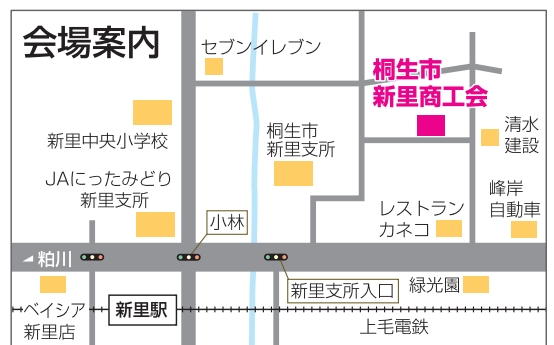 会場案内
セブンイレブン
桐生市
新里商工会
清水
建設
新里中央小学校
桐生市
新里支所
JAにったみどり
新里支所
峰岸
自動車
レストラン
カネコ
小林
粕川
新里支所入口
緑光園
ベイシア
新里店
新里駅
上毛電鉄